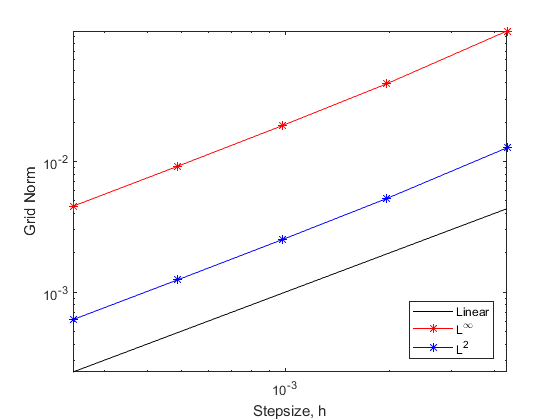 Grid Norm
10^-2
10^-3
10^-3
Stepsize, h
Linear
L^∞
L^2